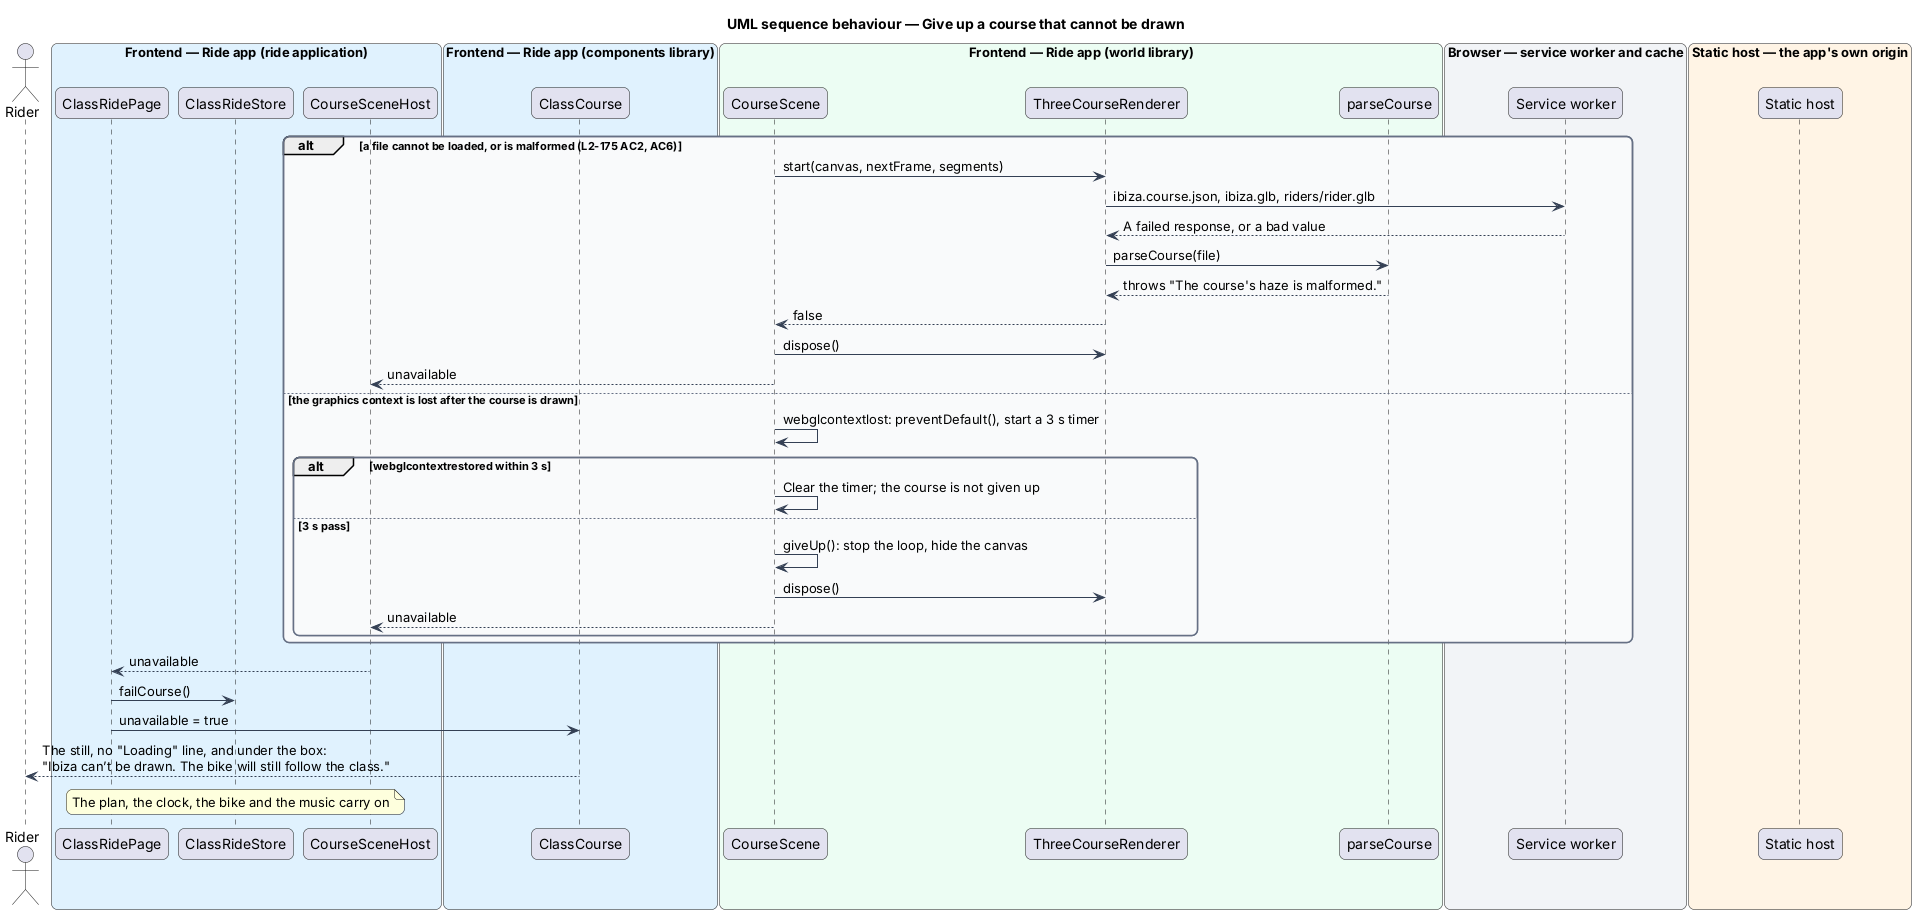 UML sequence behaviour — Give up a course that cannot be drawn
Frontend — Ride app (ride application)
Frontend — Ride app (components library)
Frontend — Ride app (world library)
Browser — service worker and cache
Static host — the app's own origin
Rider
ClassRidePage
ClassRideStore
CourseSceneHost
ClassCourse
CourseScene
ThreeCourseRenderer
parseCourse
Service worker
Static host
alt
[a file cannot be loaded, or is malformed (L2-175 AC2, AC6)]
start(canvas, nextFrame, segments)
ibiza.course.json, ibiza.glb, riders/rider.glb
A failed response, or a bad value
parseCourse(file)
throws "The course's haze is malformed."
false
dispose()
unavailable
[the graphics context is lost after the course is drawn]
webglcontextlost: preventDefault(), start a 3 s timer
alt
[webglcontextrestored within 3 s]
Clear the timer; the course is not given up
[3 s pass]
giveUp(): stop the loop, hide the canvas
dispose()
unavailable
unavailable
failCourse()
unavailable = true
The still, no "Loading" line, and under the box:
"Ibiza can’t be drawn. The bike will still follow the class."
The plan, the clock, the bike and the music carry on
Rider
ClassRidePage
ClassRideStore
CourseSceneHost
ClassCourse
CourseScene
ThreeCourseRenderer
parseCourse
Service worker
Static host